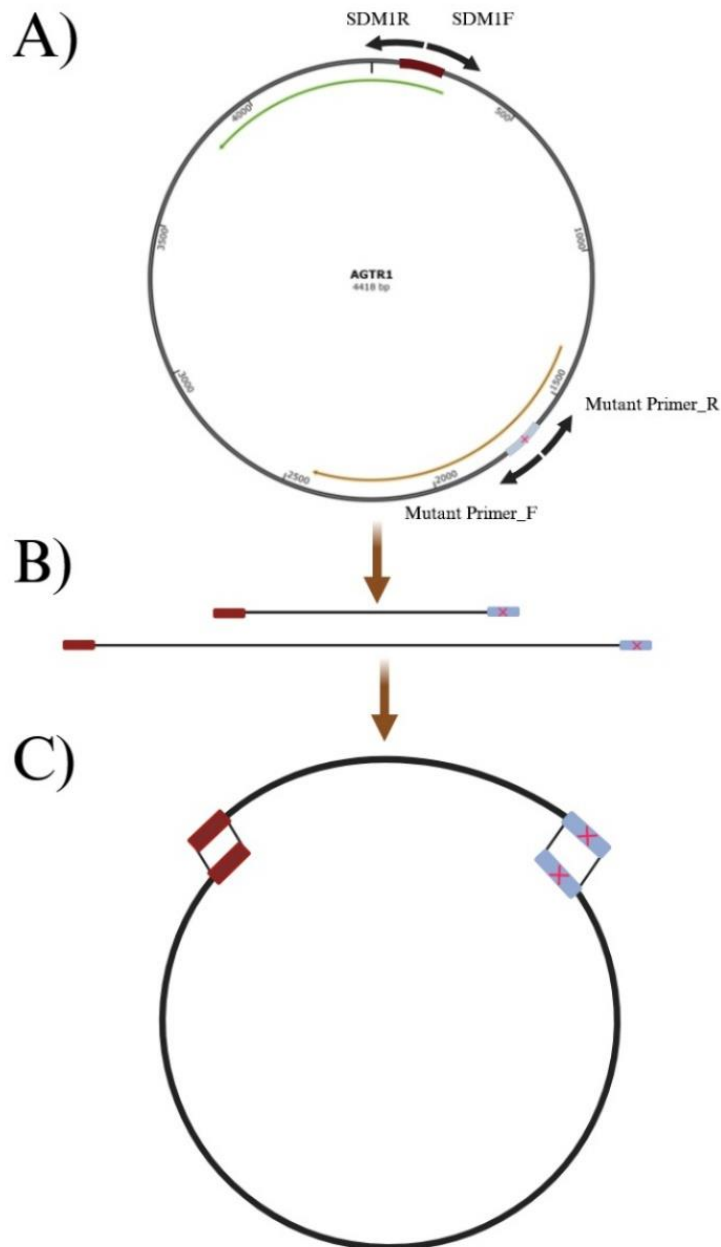 A)
SDM1R
SDM1F
4000
500
3500
1000
AGTR1
4418 bp
3000
1500
Mutant Primer_R
2500
2000
Mutant Primer_F
B)
C)